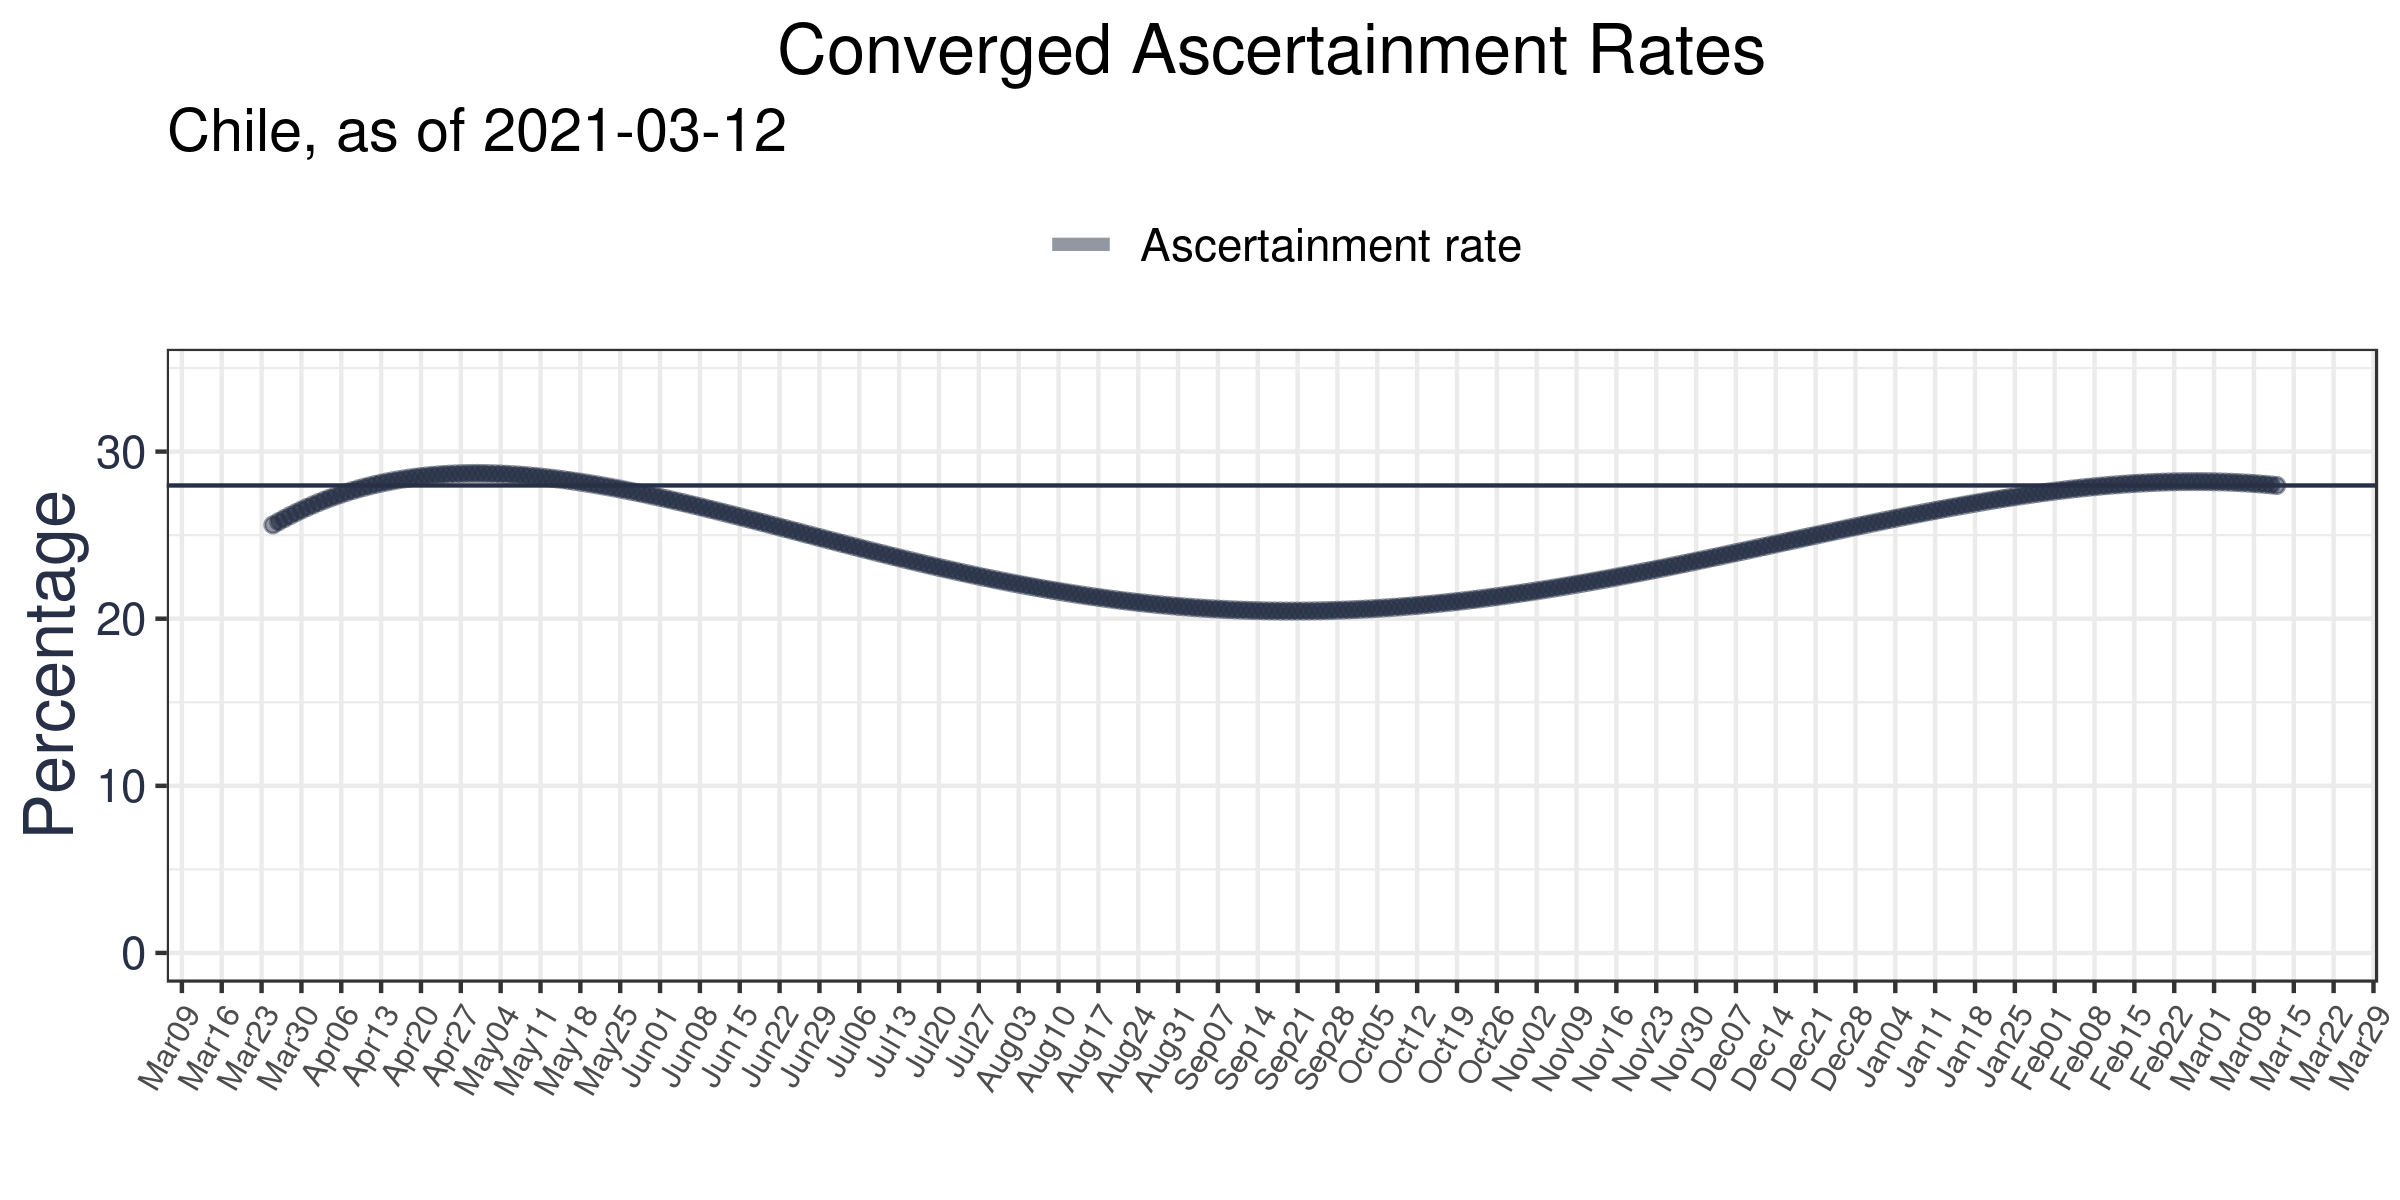 Converged Ascertainment Rates
Chile, as of 2021-03-12
Ascertainment rate
Percentage
30
20
10
0
Mar09 Mar16 Mar23 Mar30 Apr06 Apr13 Apr20 Apr27 May04 May11 May18 May25 Jun01 Jun08 Jun15 Jun22 Jun29 Jul06 Jul13 Jul20 Jul27 Aug03 Aug10 Aug17 Aug24 Aug31 Sep07 Sep14 Sep21 Sep28 Oct05 Oct12 Oct19 Oct26 Nov02 Nov09 Nov16 Nov23 Nov30 Dec07 Dec14 Dec21 Dec28 Jan04 Jan11 Jan18 Jan25 Feb01 Feb08 Feb15 Feb22 Mar01 Mar08 Mar15 Mar22 Mar29